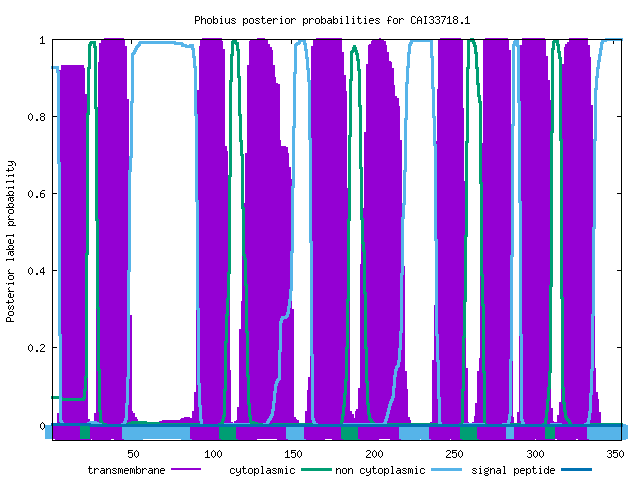 Phobius posterior probabilities for CAI33718.1
1
0.8
0.6
0.4
0.2
0
Posterior label probability
50 100 150 200 250 300 350
transmembrane cytoplasmic non cytoplasmic signal peptide